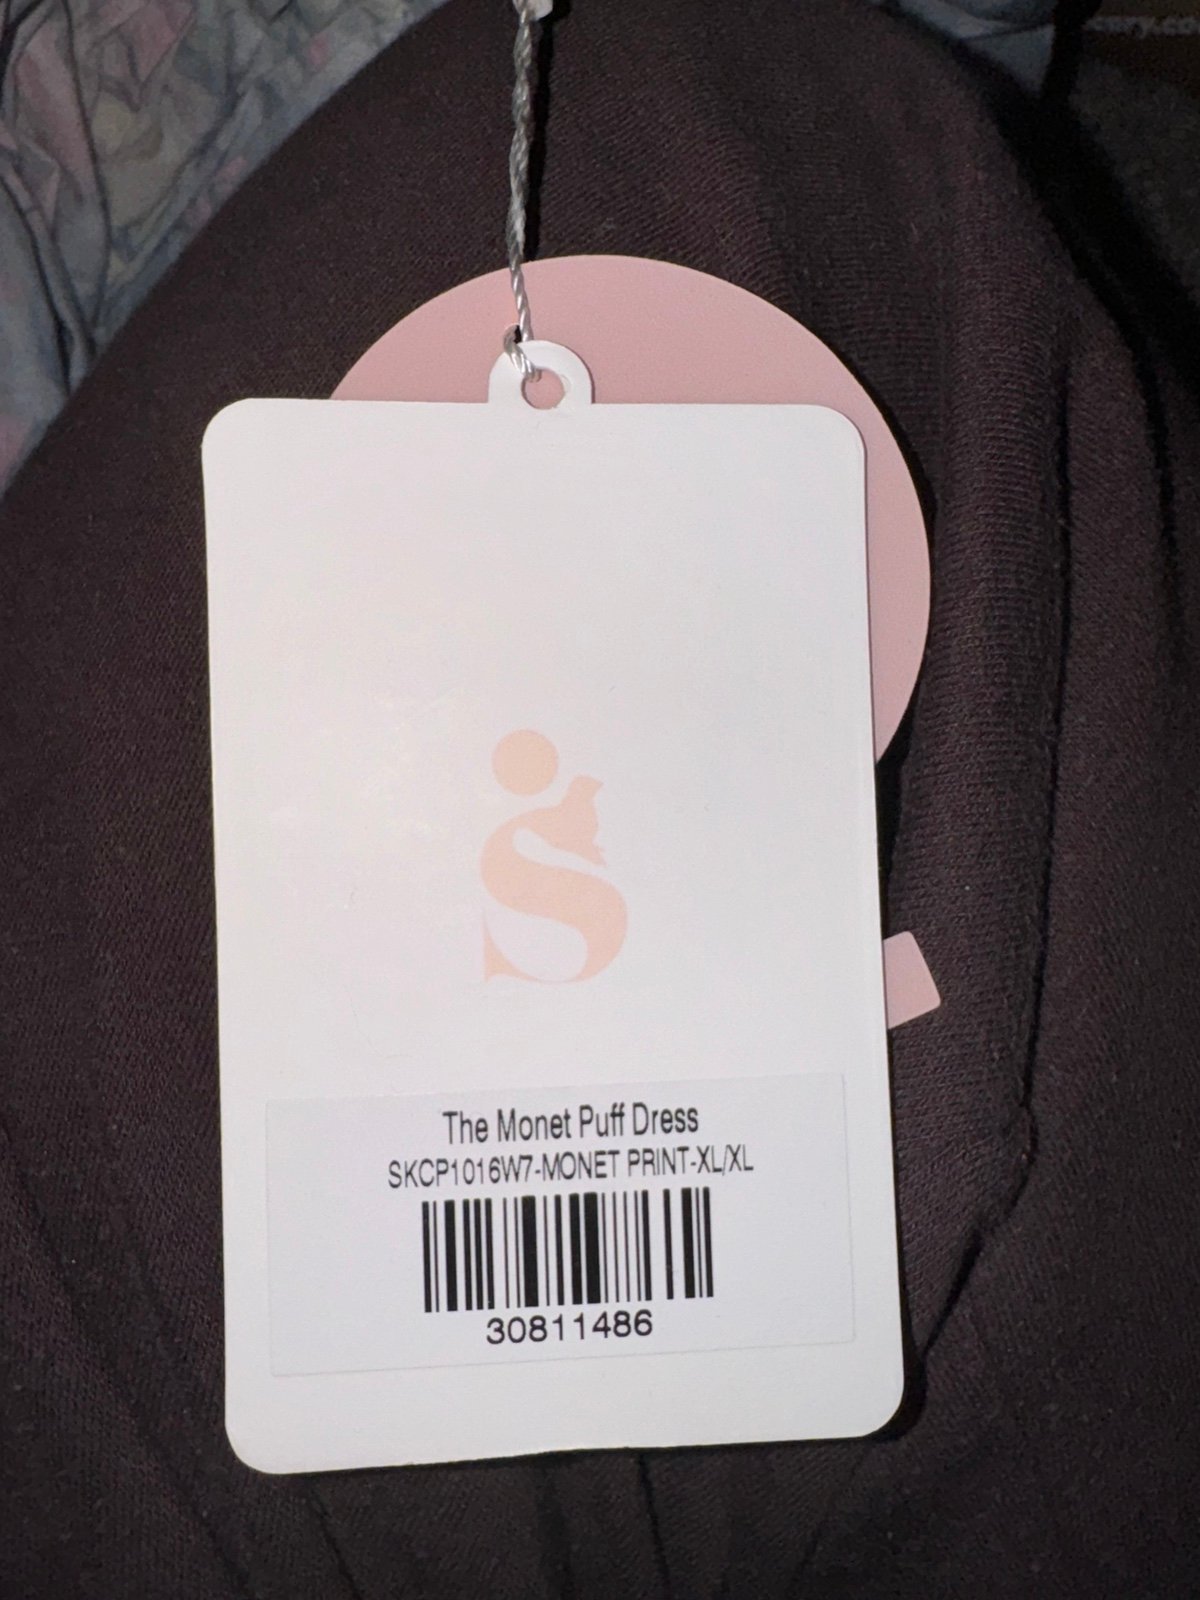 The Monet Puff Dress
SKCP1016W7-MONET PRINT-XL/XL
30811486